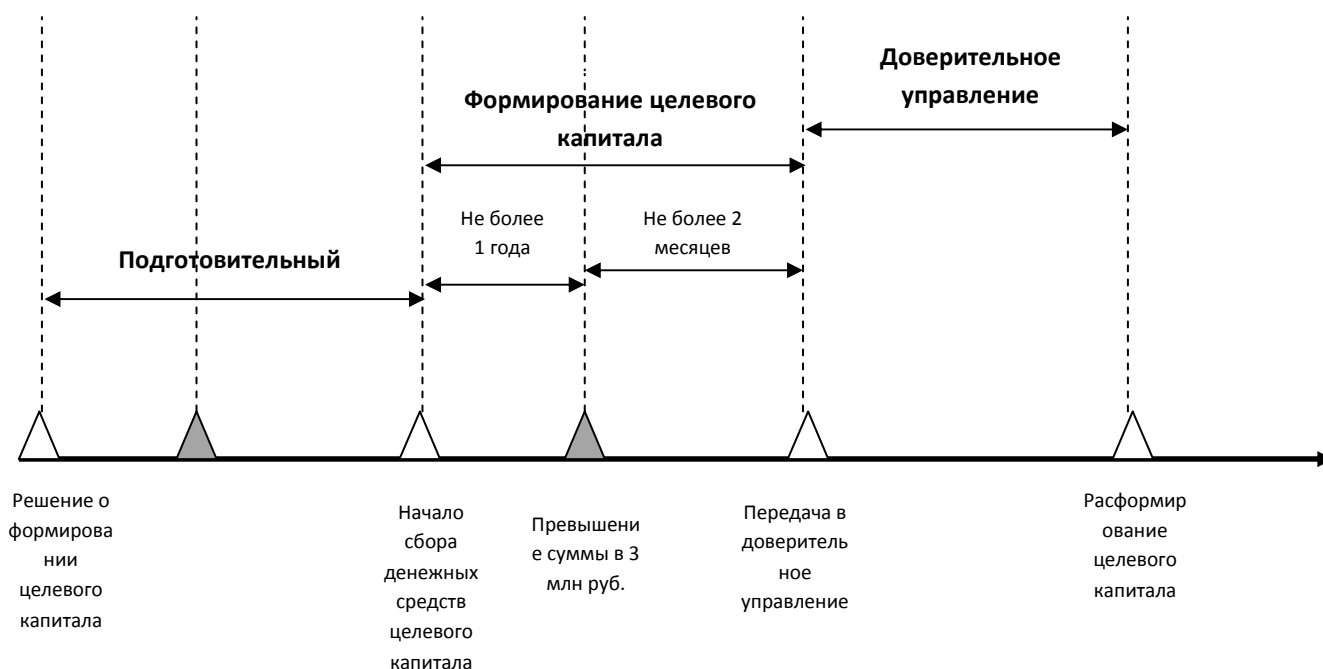 Доверительное
управление
Формирование целевого
капитала
Не более
1 года
Не более 2
месяцев
Подготовительный
Решение о
формирова
нии
целевого
капитала
Начало
сбора
денежных
средств
целевого
капитала
Превышени
е суммы в 3
млн руб.
Передача в
доверитель
ное
управление
Расформир
ование
целевого
капитала